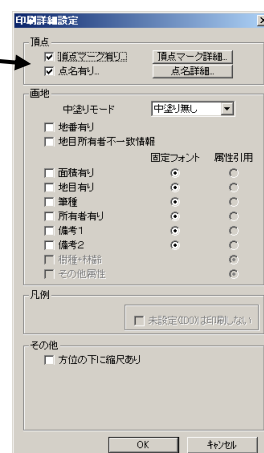 印刷詳細設定
頂点
頂点マーク有り 頂点マーク詳細...
点名有り... 点名詳細...
画地
中塗りモード 中塗り無し
地番有り
地目所有者不一致情報
固定フォント 属性引用
面積有り
地目有り
筆種
所有者有り
備考1
備考2
樹種・林齢
その他属性
凡例
未設定(ID0)は印刷しない
その他
方位の下に縮尺あり
OK キャンセル